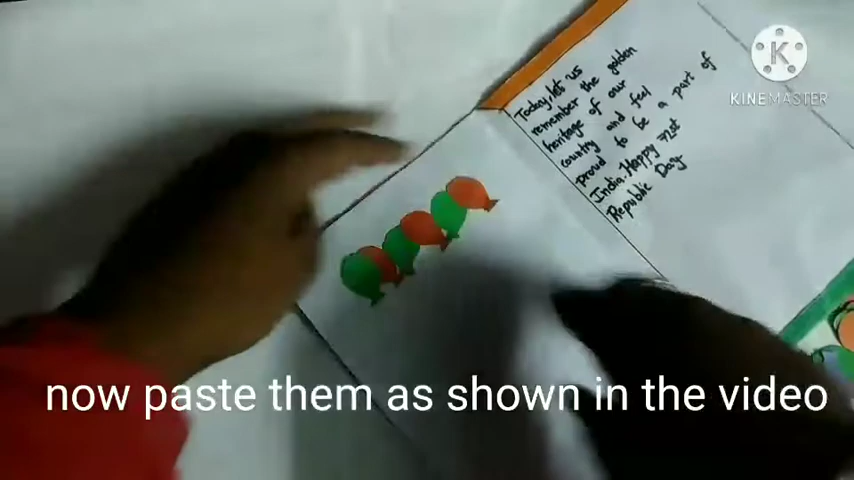 KINEMASTER
Today, let us
remember the golden
heritage of our
country and feel
proud to be a part of
India. Happy 72st
Republic Day
now paste them as shown in the video